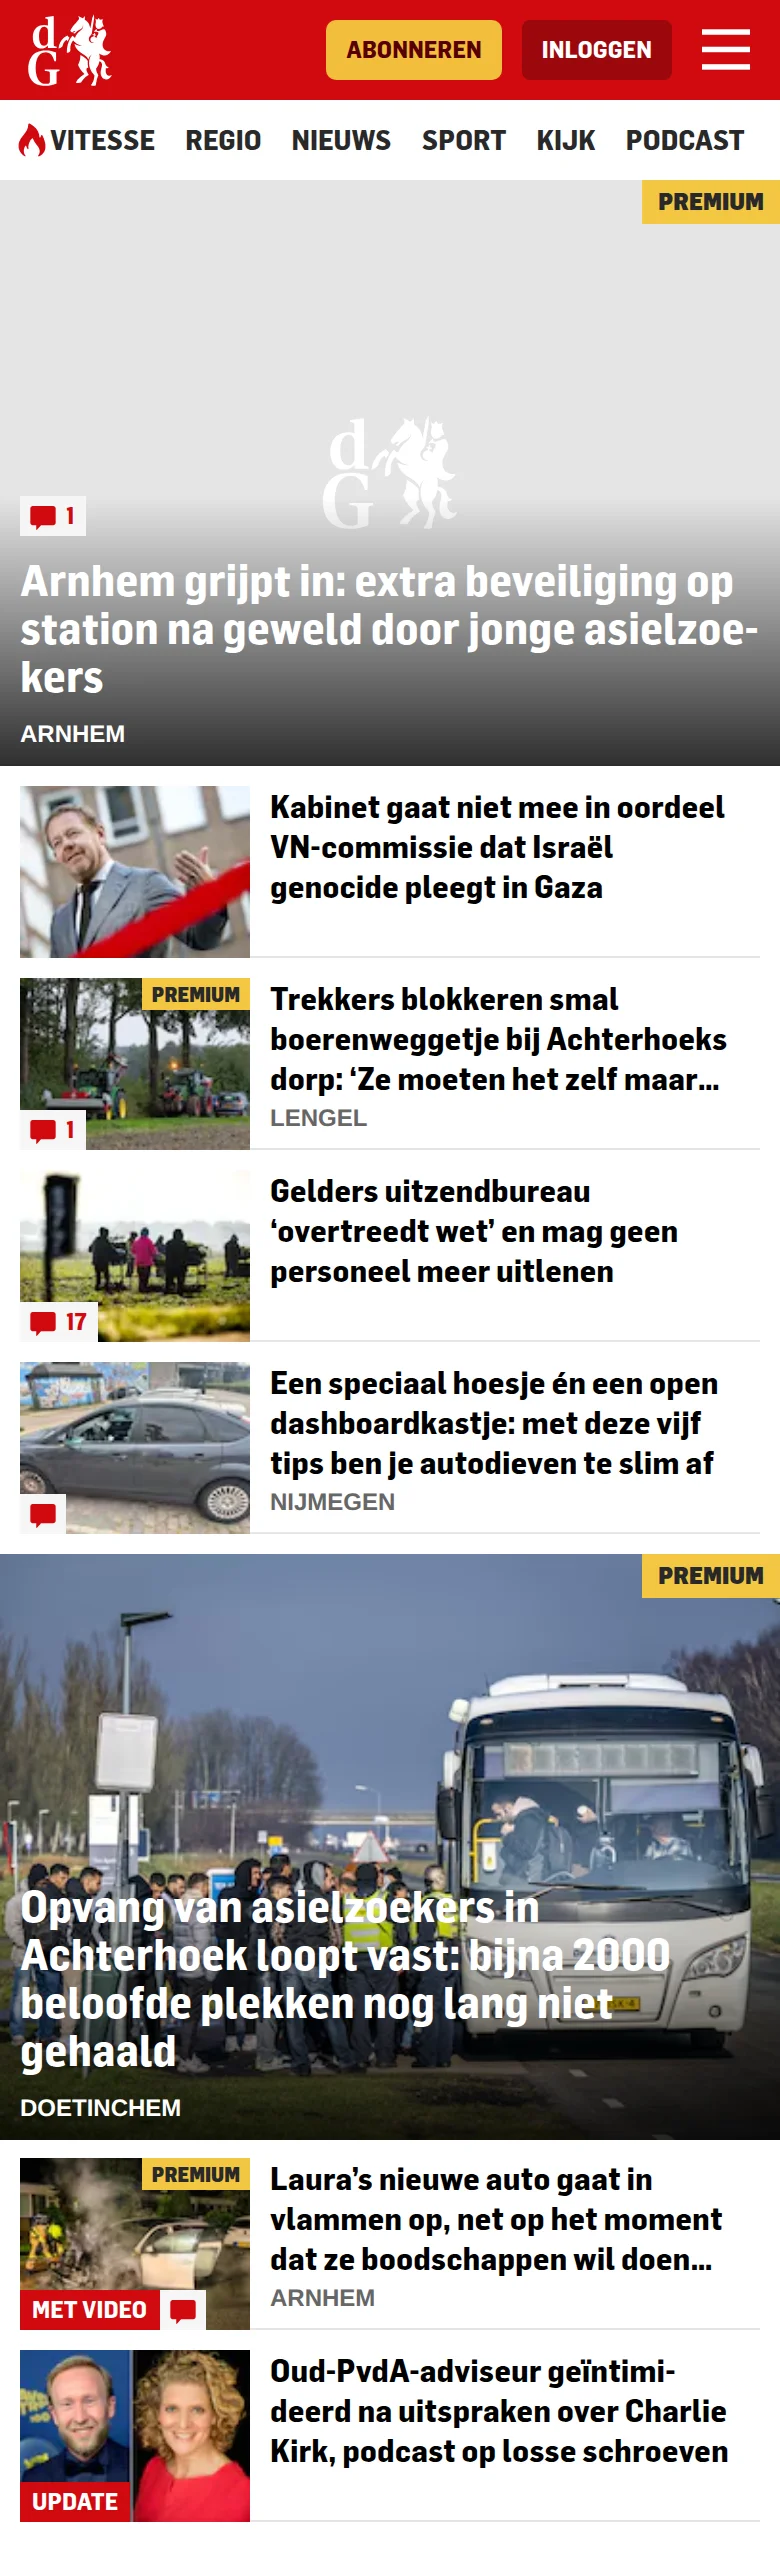 dG
ABONNEREN
INLOGGEN
VITESSE
REGIO
NIEUWS
SPORT
KIJK
PODCAST
PREMIUM
dG
1
Arnhem grijpt in: extra beveiliging op
station na geweld door jonge asielzoe-
kers
ARNHEM
Kabinet gaat niet mee in oordeel
VN-commissie dat Israël
genocide pleegt in Gaza
PREMIUM
1
Trekkers blokkeren smal
boerenweggetje bij Achterhoeks
dorp: ‘Ze moeten het zelf maar...
LENGEL
17
Gelders uitzendbureau
‘overtreedt wet’ en mag geen
personeel meer uitlenen
Een speciaal hoesje én een open
dashboardkastje: met deze vijf
tips ben je autodieven te slim af
NIJMEGEN
PREMIUM
Opvang van asielzoekers in
Achterhoek loopt vast: bijna 2000
beloofde plekken nog lang niet
gehaald
DOETINCHEM
PREMIUM
MET VIDEO
Laura’s nieuwe auto gaat in
vlammen op, net op het moment
dat ze boodschappen wil doen...
ARNHEM
UPDATE
Oud-PvdA-adviseur geïntimi-
deerd na uitspraken over Charlie
Kirk, podcast op losse schroeven